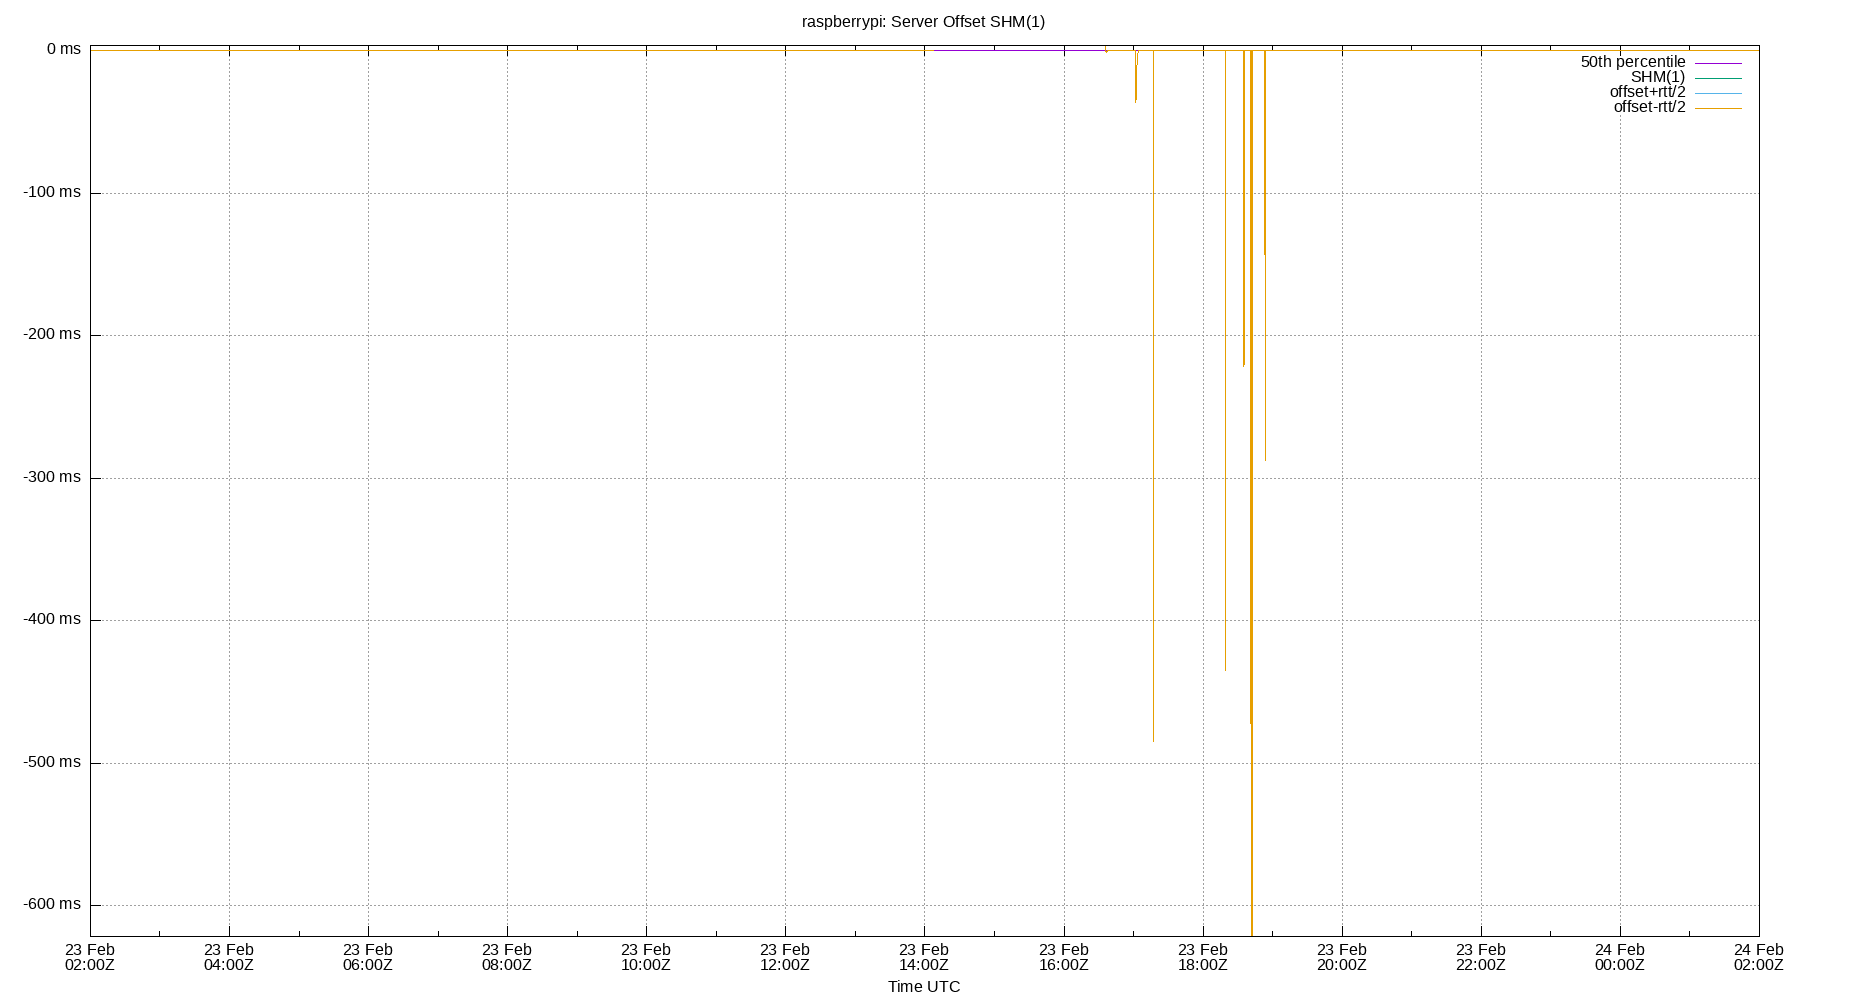 raspberrypi: Server Offset SHM(1)
0 ms
-100 ms
-200 ms
-300 ms
-400 ms
-500 ms
-600 ms
50th percentile
SHM(1)
offset+rtt/2
offset-rtt/2
23 Feb 23 Feb 23 Feb 23 Feb 23 Feb 23 Feb 23 Feb 23 Feb 23 Feb 23 Feb 23 Feb 24 Feb 24 Feb
02:00Z 04:00Z 06:00Z 08:00Z 10:00Z 12:00Z 14:00Z 16:00Z 18:00Z 20:00Z 22:00Z 00:00Z 02:00Z
Time UTC